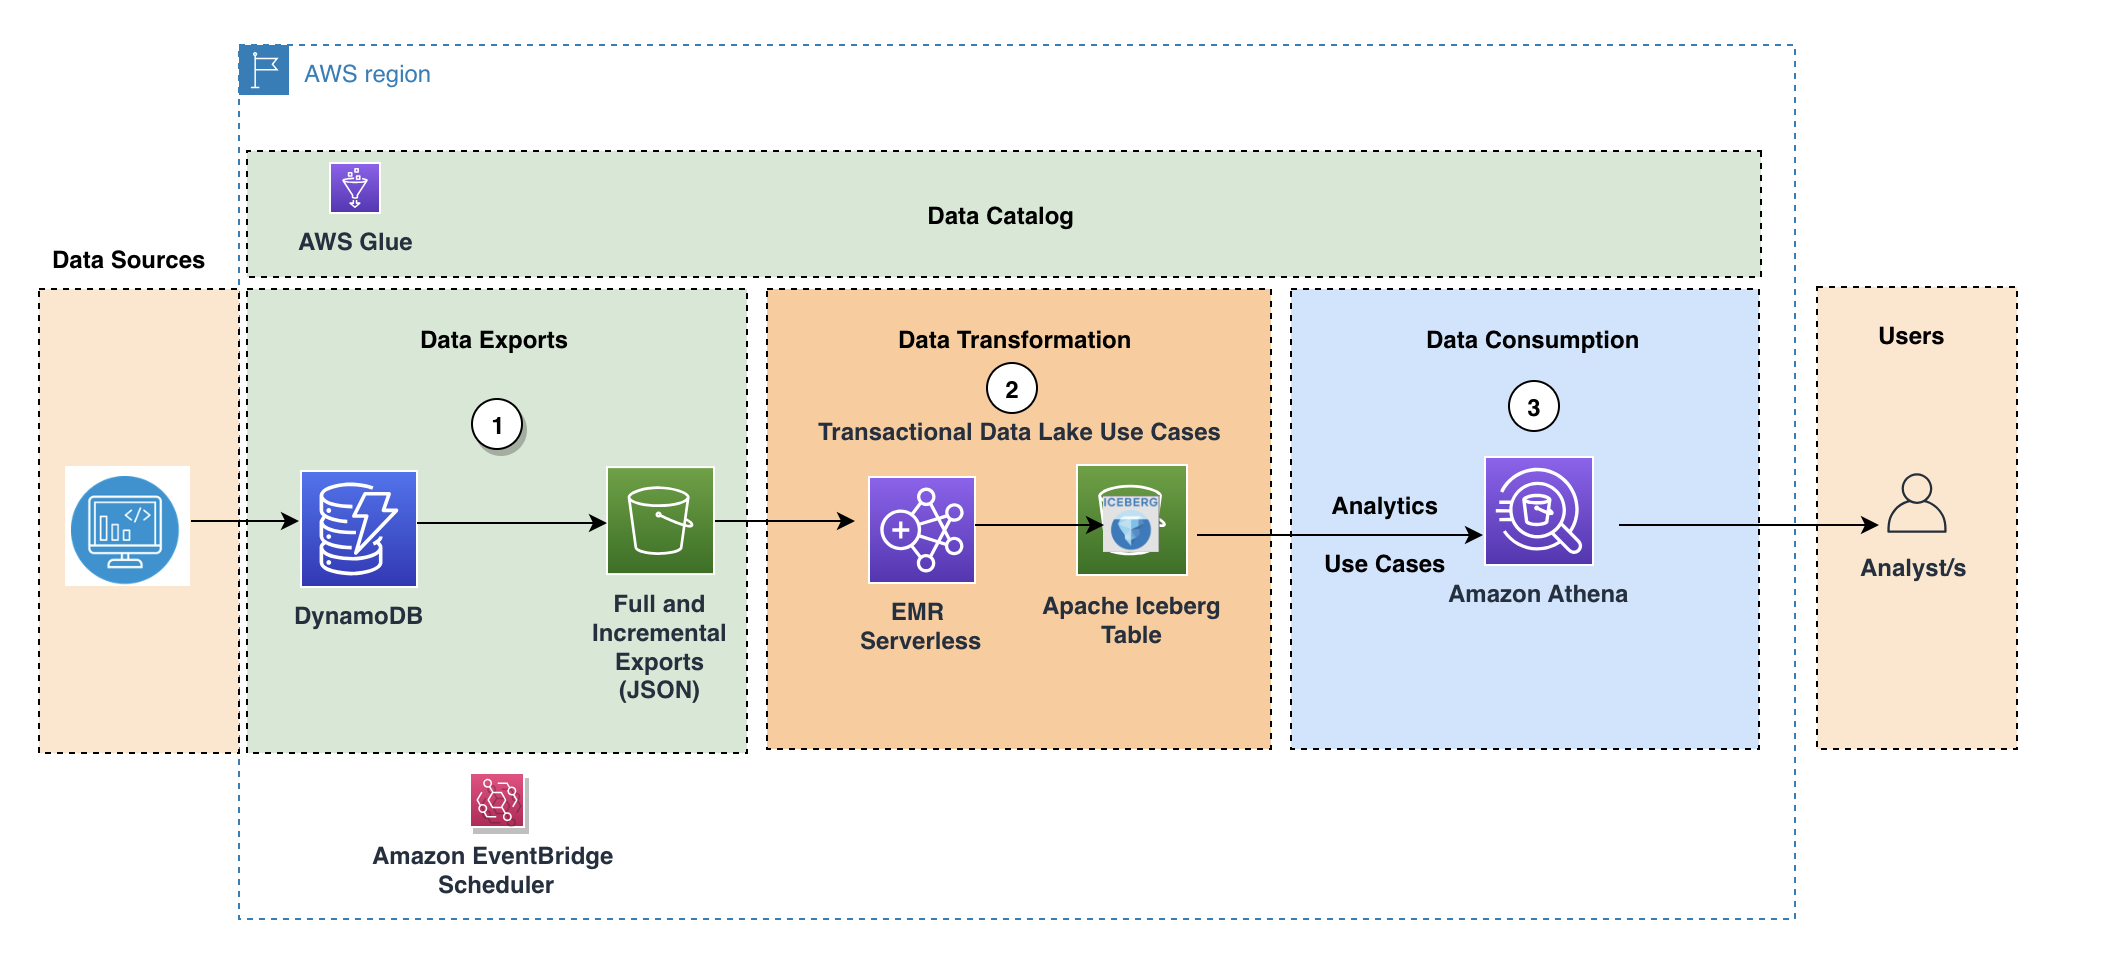 AWS region
AWS Glue
Data Catalog
Data Sources
Data Exports
1
DynamoDB
Full and
Incremental
Exports
(JSON)
Data Transformation
2
Transactional Data Lake Use Cases
EMR
Serverless
ICEBERG
Apache Iceberg
Table
Analytics
Use Cases
Data Consumption
3
</>
Amazon Athena
Users
Analyst/s
Amazon EventBridge
Scheduler